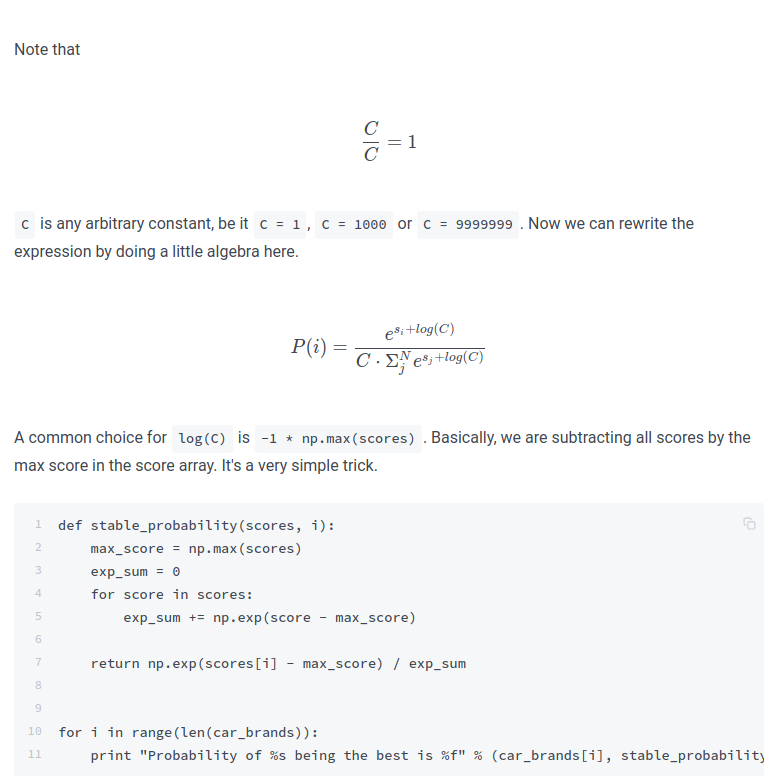 Note that
C/C = 1
C is any arbitrary constant, be it C = 1 , C = 1000 or C = 9999999 . Now we can rewrite the
expression by doing a little algebra here.
P(i) = e^{s_i+log(C)} / C · Σ_j^N e^{s_j+log(C)}
A common choice for log(C) is -1 * np.max(scores) . Basically, we are subtracting all scores by the
max score in the score array. It's a very simple trick.
1 def stable_probability(scores, i):
2     max_score = np.max(scores)
3     exp_sum = 0
4     for score in scores:
5         exp_sum += np.exp(score - max_score)
6
7     return np.exp(scores[i] - max_score) / exp_sum
8
9
10 for i in range(len(car_brands)):
11     print "Probability of %s being the best is %f" % (car_brands[i], stable_probability